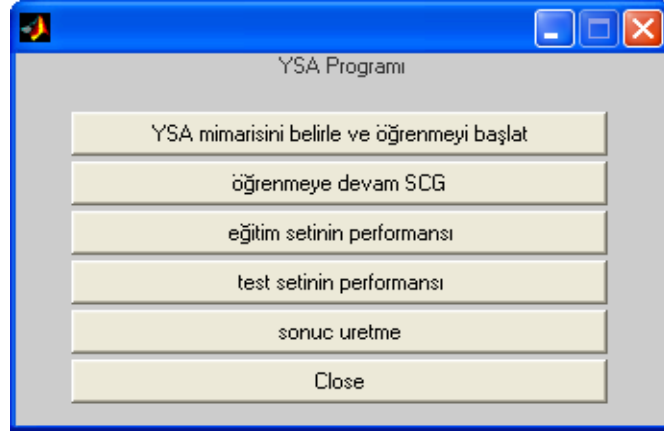 YSA Programı
YSA mimarisini belirle ve öğrenmeyi başlat
öğrenmeye devam SCG
eğitim setinin performansı
test setinin performansı
sonuc uretme
Close